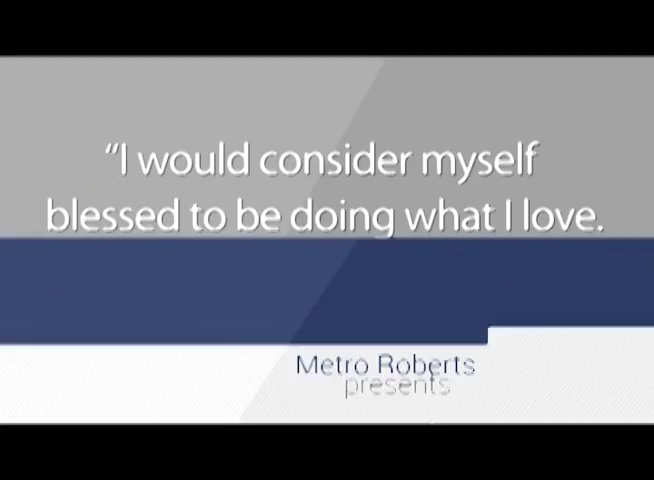 “I would consider myself
blessed to be doing what I love.
Metro Roberts
presents